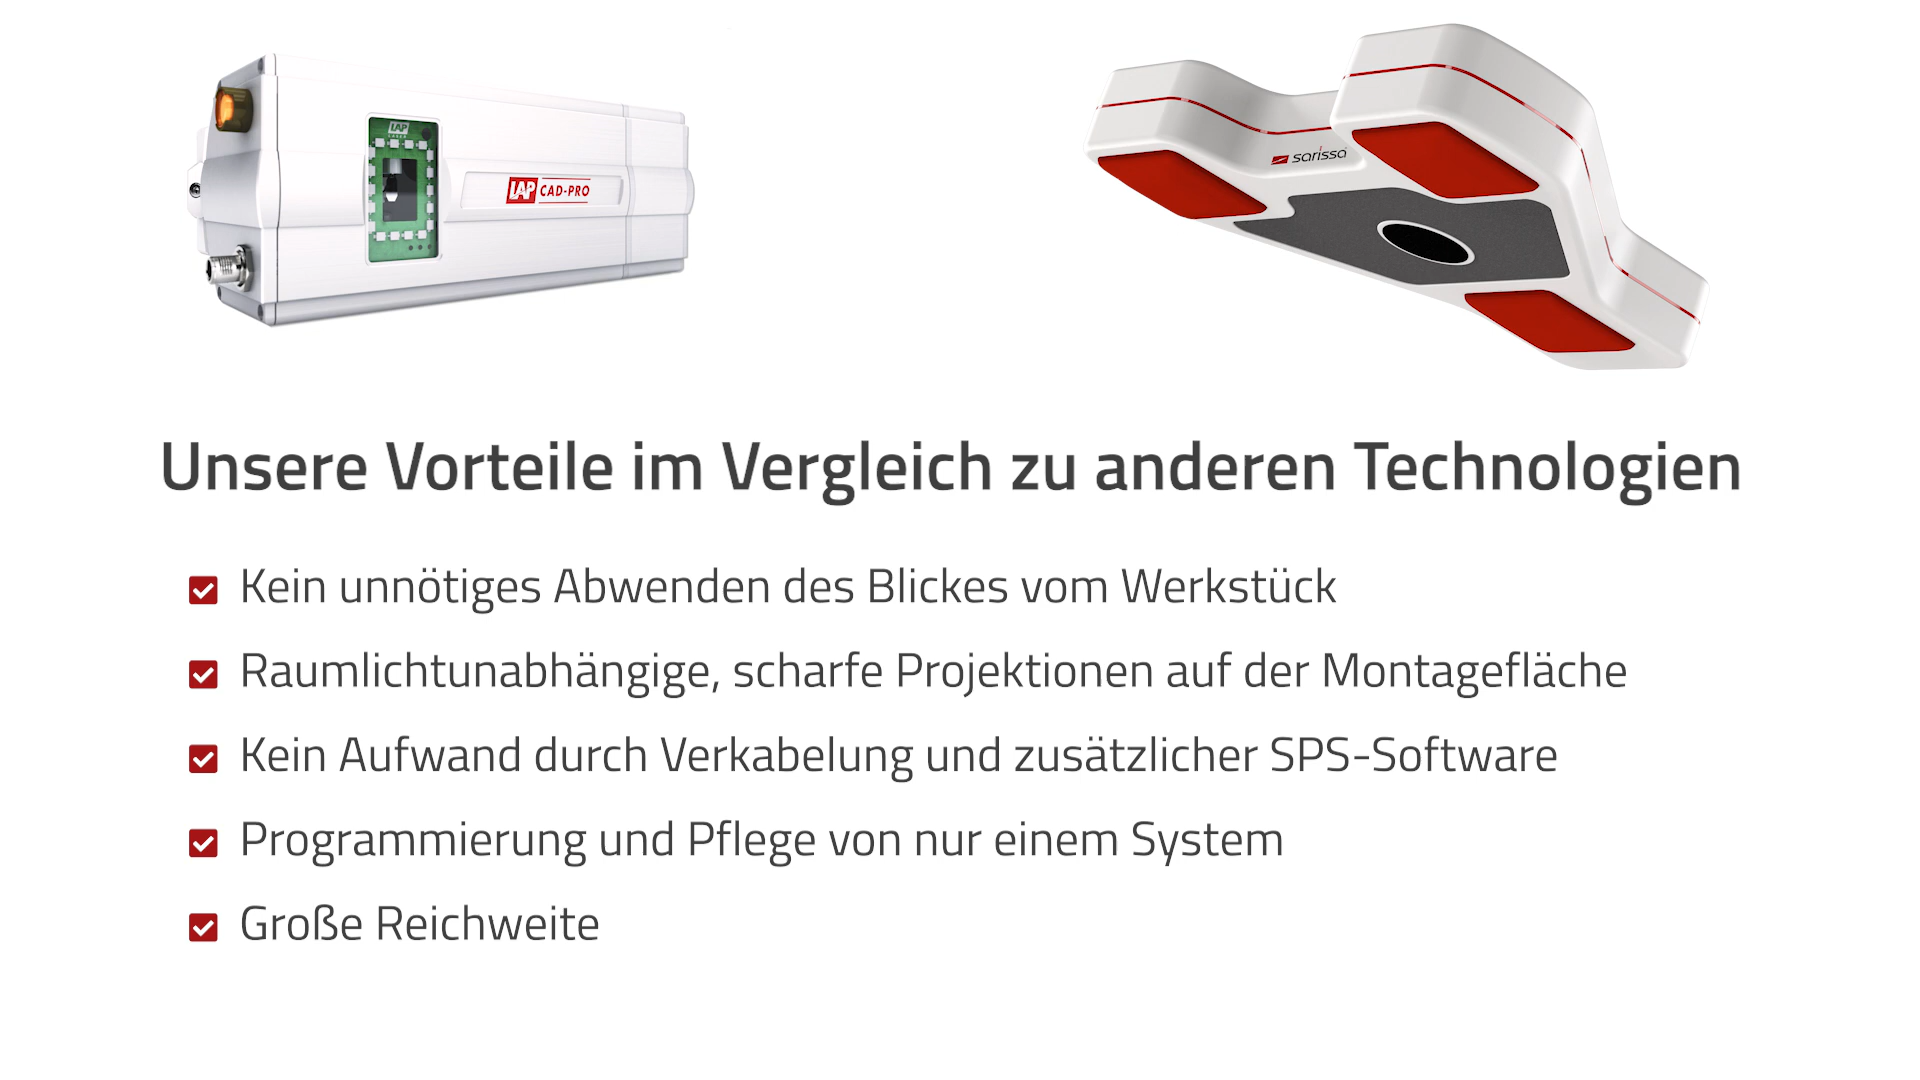 LAP
LASER
LAP CAD-PRO
sarissa
Unsere Vorteile im Vergleich zu anderen Technologien
Kein unnötiges Abwenden des Blickes vom Werkstück
Raumlichtunabhängige, scharfe Projektionen auf der Montagefläche
Kein Aufwand durch Verkabelung und zusätzlicher SPS-Software
Programmierung und Pflege von nur einem System
Große Reichweite